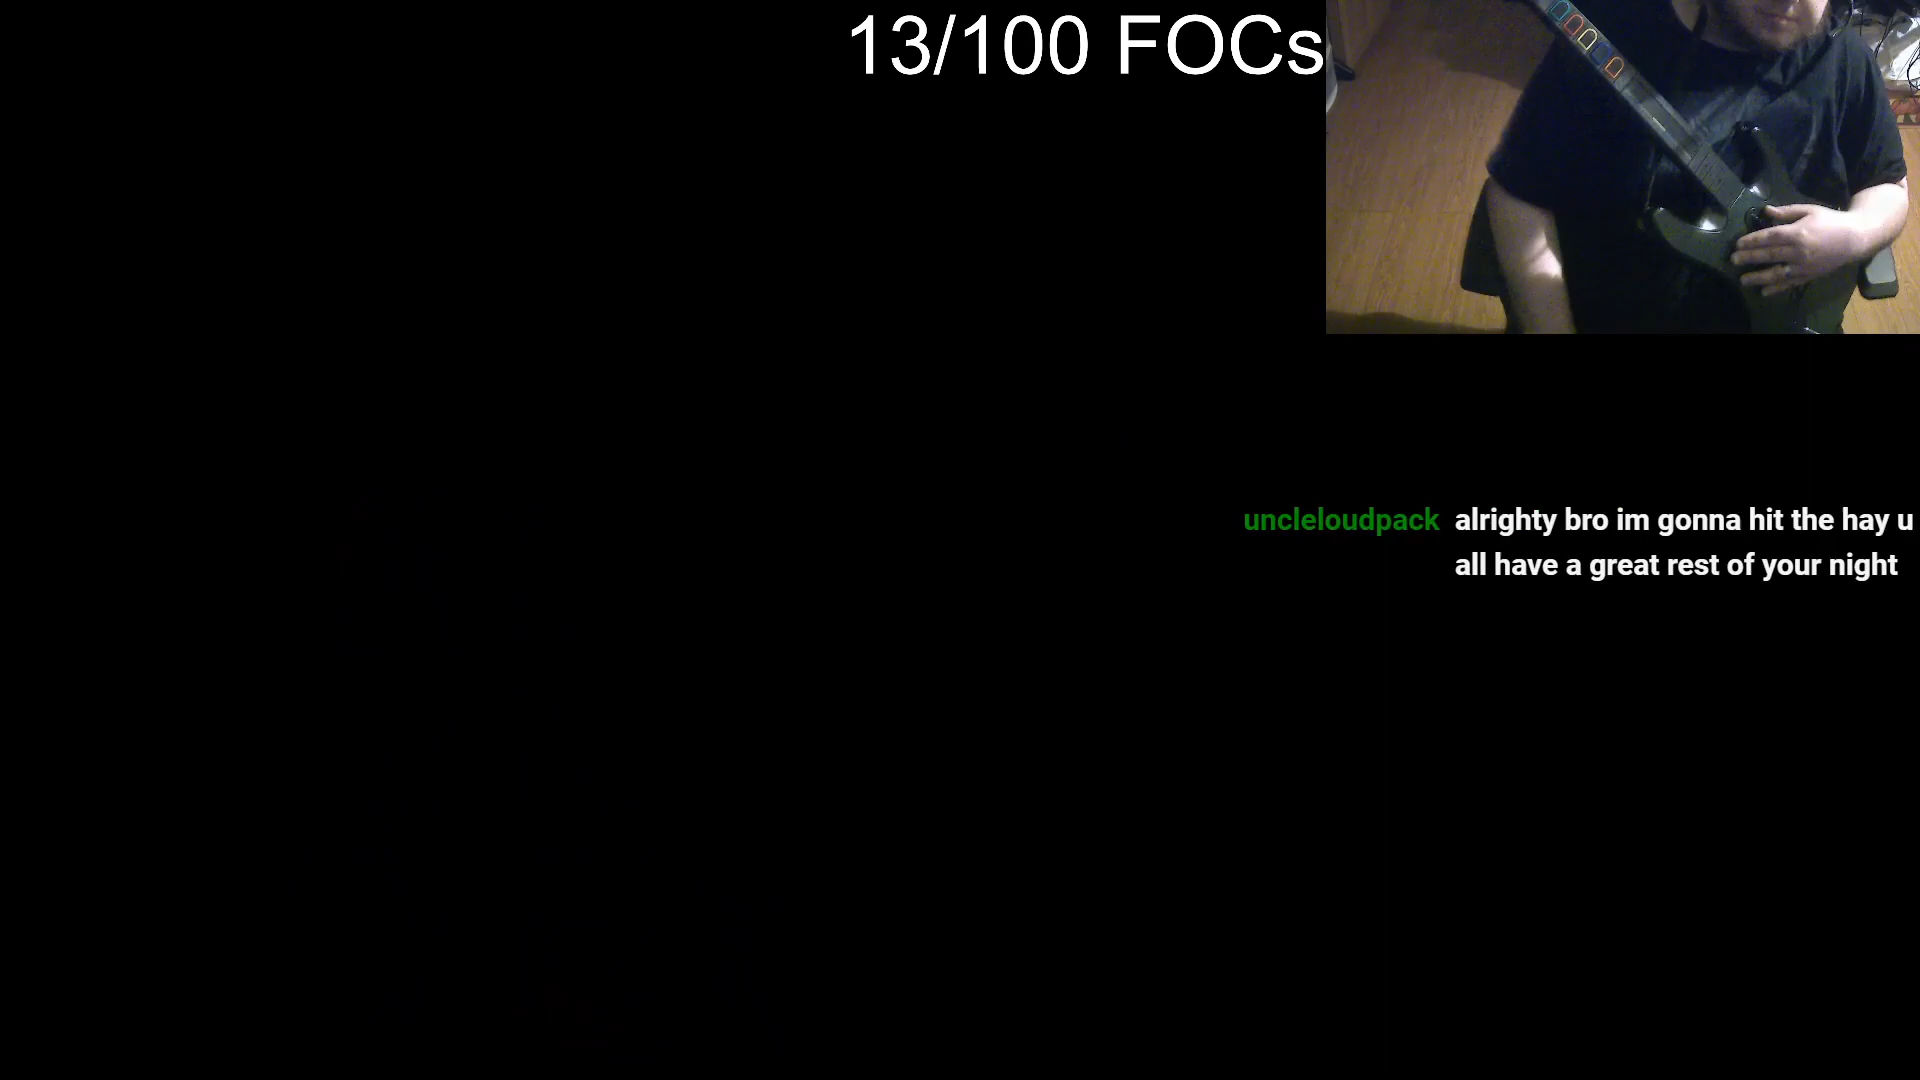 13/100 FOCs
uncleloudpack alrighty bro im gonna hit the hay u
all have a great rest of your night